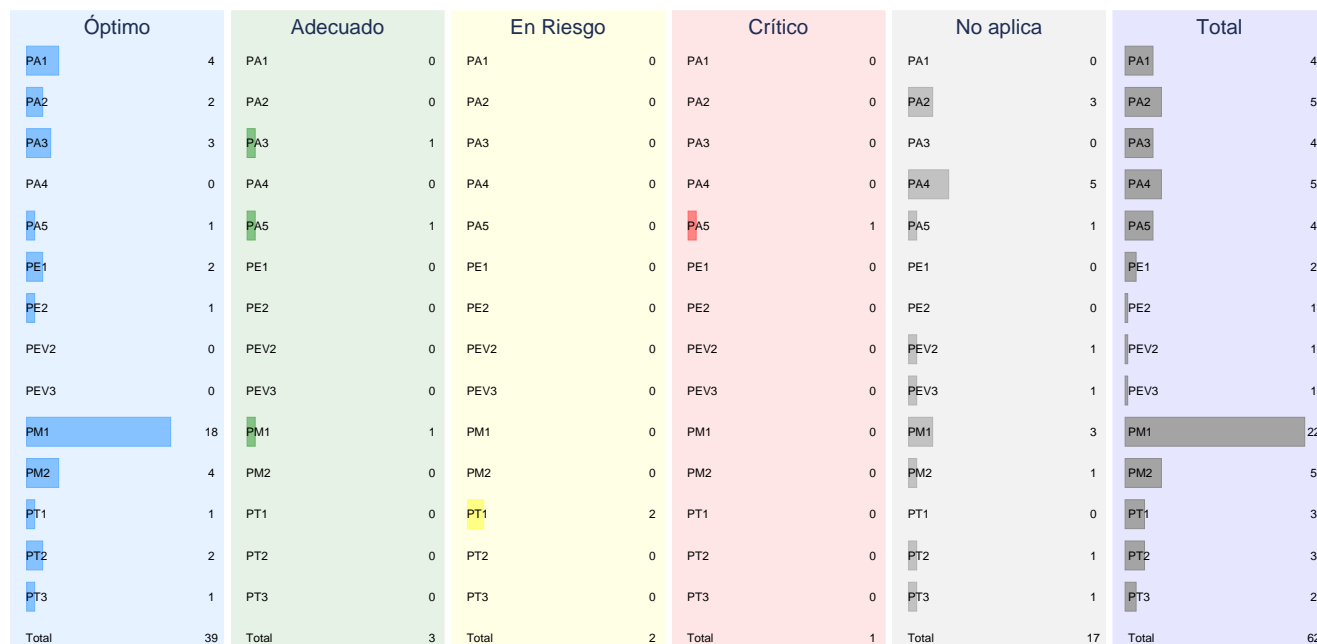 Óptimo Adecuado En Riesgo Crítico No aplica Total
PA1 4 PA1 0 PA1 0 PA1 0 PA1 0 PA1 4
PA2 2 PA2 0 PA2 0 PA2 0 PA2 3 PA2 5
PA3 3 PA3 1 PA3 0 PA3 0 PA3 0 PA3 4
PA4 0 PA4 0 PA4 0 PA4 0 PA4 5 PA4 5
PA5 1 PA5 1 PA5 0 PA5 1 PA5 1 PA5 4
PE1 2 PE1 0 PE1 0 PE1 0 PE1 0 PE1 2
PE2 1 PE2 0 PE2 0 PE2 0 PE2 0 PE2 1
PEV2 0 PEV2 0 PEV2 0 PEV2 0 PEV2 1 PEV2 1
PEV3 0 PEV3 0 PEV3 0 PEV3 0 PEV3 1 PEV3 1
PM1 18 PM1 1 PM1 0 PM1 0 PM1 3 PM1 22
PM2 4 PM2 0 PM2 0 PM2 0 PM2 1 PM2 5
PT1 1 PT1 0 PT1 2 PT1 0 PT1 0 PT1 3
PT2 2 PT2 0 PT2 0 PT2 0 PT2 1 PT2 3
PT3 1 PT3 0 PT3 0 PT3 0 PT3 1 PT3 2
Total 39 Total 3 Total 2 Total 1 Total 17 Total 62